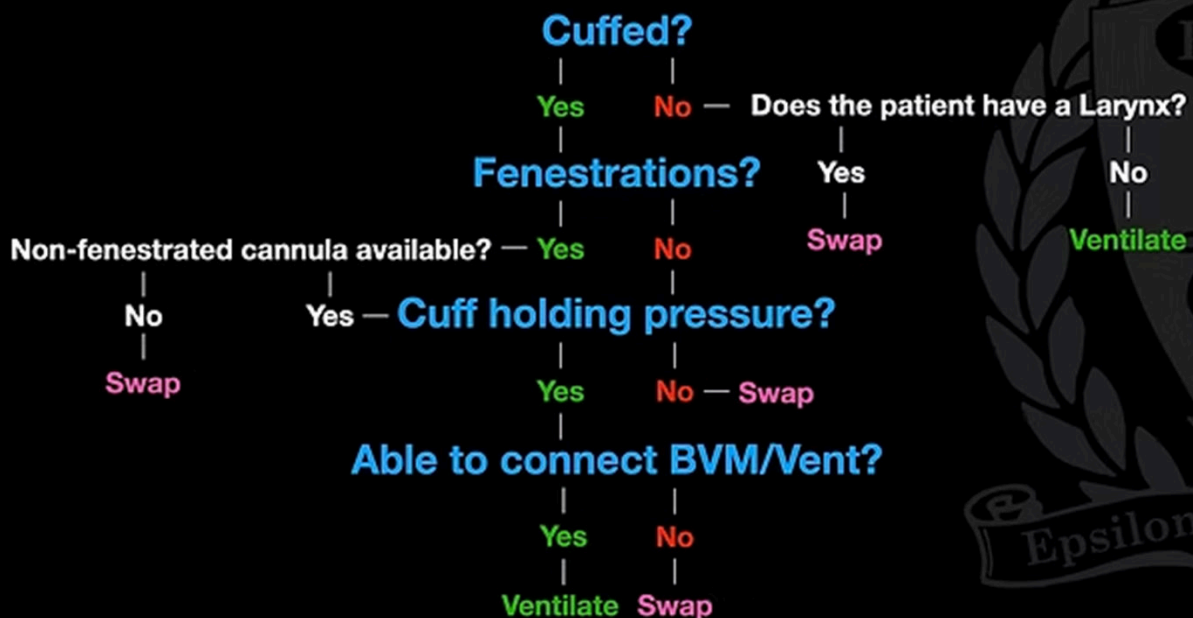 Cuffed?
Yes No Does the patient have a Larynx?
Fenestrations? Yes No
Non-fenestrated cannula available? Yes No Swap Ventilate
No Yes Cuff holding pressure?
Swap Yes No Swap
Able to connect BVM/Vent?
Yes No
Ventilate Swap
Epsilon